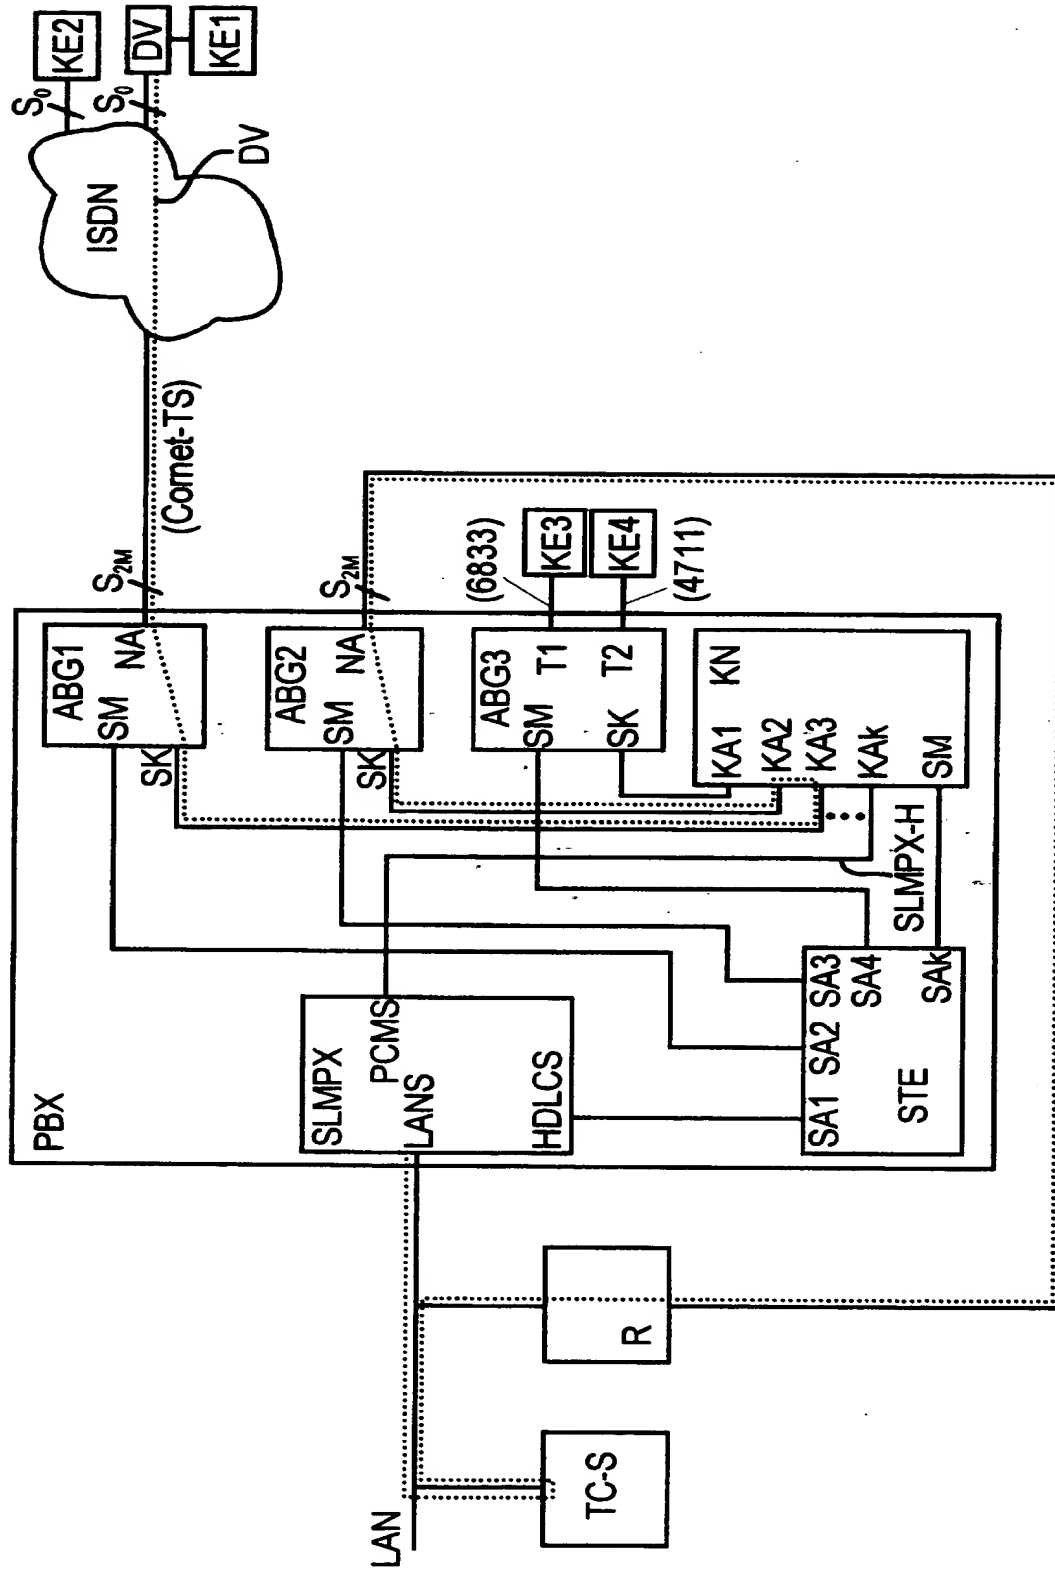 LAN
TC-S
R
PBX
SLMPX
PCMS
LANS
HDLCS
SA1
SA2
SA3
SA4
SAk
STE
SLMPX-H
ABG1
SM
NA
SK
ABG2
SM
NA
SK
ABG3
SM
T1
SK
T2
KA1
KN
KA2
KA3
KAk
SM
S2M
(Cornet-TS)
S2M
(6833)
KE3
KE4
(4711)
ISDN
DV
S0
KE2
S0
DV
KE1